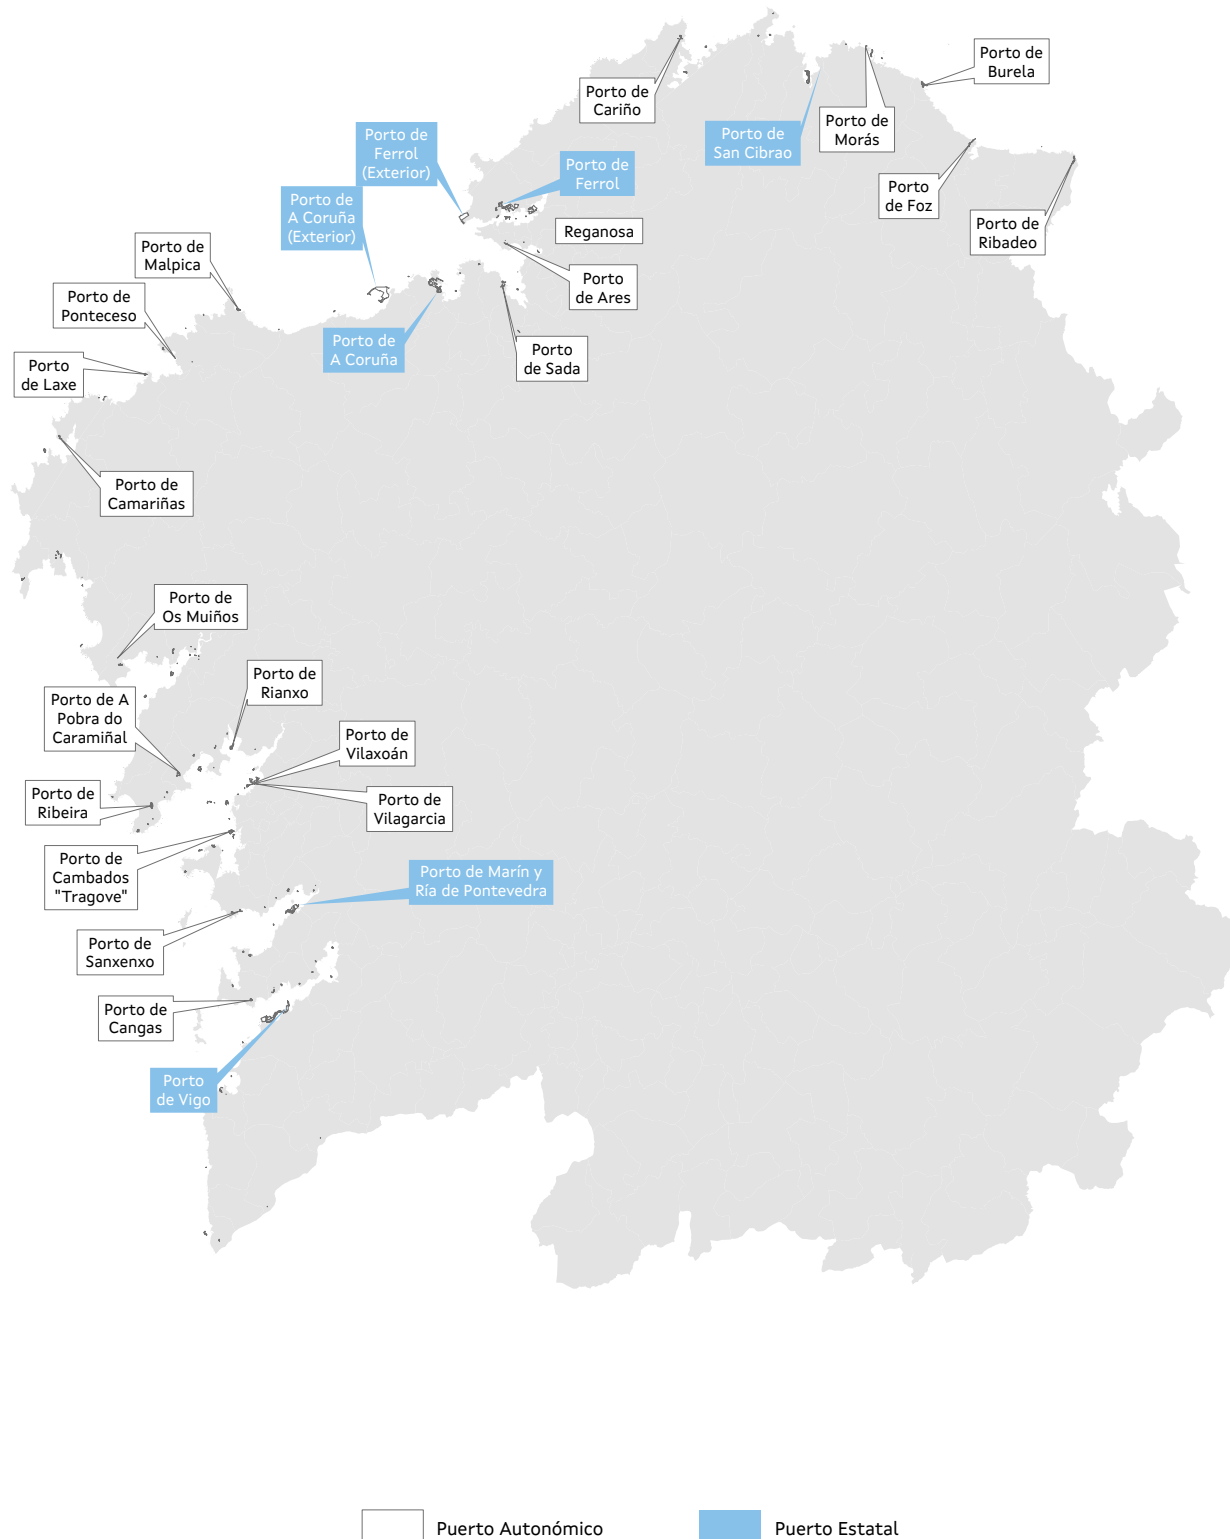 Porto de
Cariño
Porto de
Burela
Porto de
San Cibrao
Porto de
Morás
Porto de
Ferrol
(Exterior)
Porto de
Ferrol
Porto
de Foz
Porto de
Ribadeo
Porto de
A Coruña
(Exterior)
Reganosa
Porto de
Malpica
Porto
de Ares
Porto de
Ponteceso
Porto de
A Coruña
Porto
de Sada
Porto
de Laxe
Porto de
Camariñas
Porto de
Os Muiños
Porto de
Rianxo
Porto de A
Pobra do
Caramiñal
Porto de
Vilaxoán
Porto de
Ribeira
Porto de
Vilagarcia
Porto de
Cambados
"Tragove"
Porto de Marín y
Ría de Pontevedra
Porto de
Sanxenxo
Porto de
Cangas
Porto
de Vigo
Puerto Autonómico
Puerto Estatal